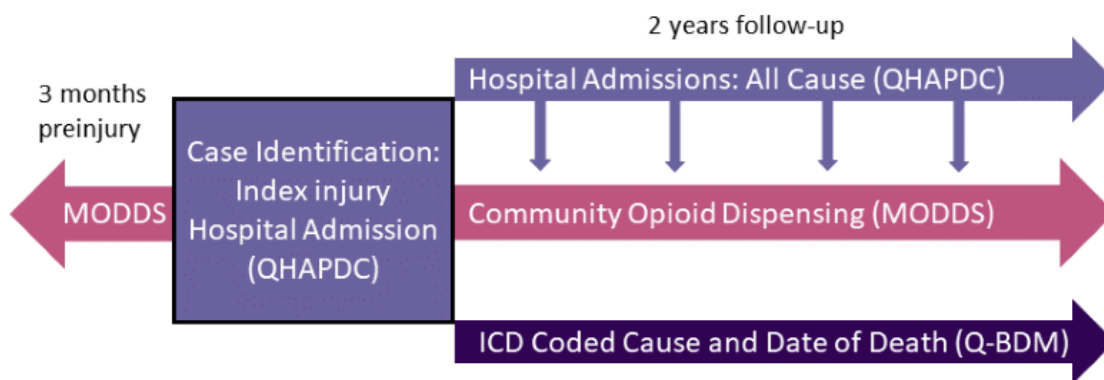 2 years follow-up
Hospital Admissions: All Cause (QHAPDC)
3 months
preinjury
Case Identification:
Index injury
Hospital Admission
(QHAPDC)
MODDS
Community Opioid Dispensing (MODDS)
ICD Coded Cause and Date of Death (Q-BDM)